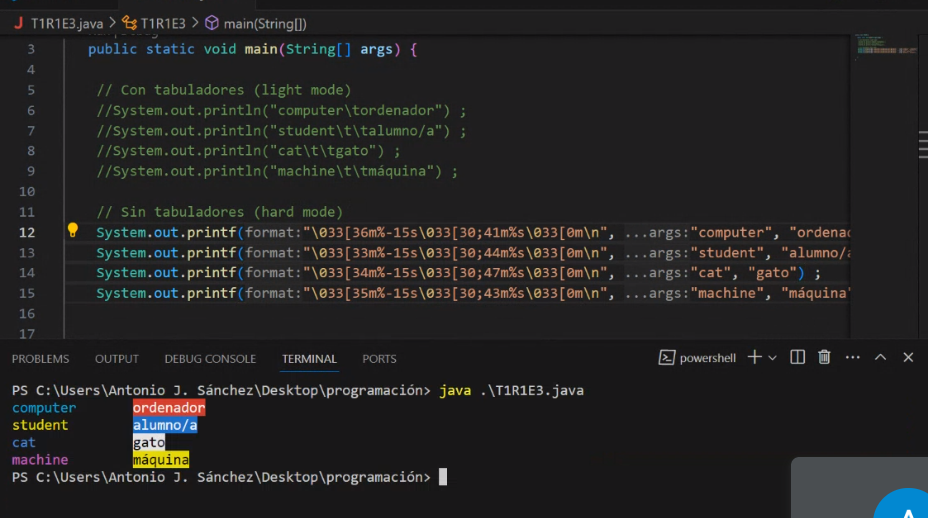 J T1R1E3.java > T1R1E3 > main(String[])
3 public static void main(String[] args) {
4
5 // Con tabuladores (light mode)
6 //System.out.println("computer\tordenador") ;
7 //System.out.println("student\t\talumno/a") ;
8 //System.out.println("cat\t\tgato") ;
9 //System.out.println("machine\t\tmáquina") ;
10
11 // Sin tabuladores (hard mode)
12 System.out.printf(format:"\033[36m%-15s\033[30;41m%s\033[0m\n", ...args:"computer", "ordenad
13 System.out.printf(format:"\033[33m%-15s\033[30;44m%s\033[0m\n", ...args:"student", "alumno/a
14 System.out.printf(format:"\033[34m%-15s\033[30;47m%s\033[0m\n", ...args:"cat", "gato") ;
15 System.out.printf(format:"\033[35m%-15s\033[30;43m%s\033[0m\n", ...args:"machine", "máquina"
16
17
PROBLEMS OUTPUT DEBUG CONSOLE TERMINAL PORTS powershell
PS C:\Users\Antonio J. Sánchez\Desktop\programación> java .\T1R1E3.java
computer ordenador
student alumno/a
cat gato
machine máquina
PS C:\Users\Antonio J. Sánchez\Desktop\programación>